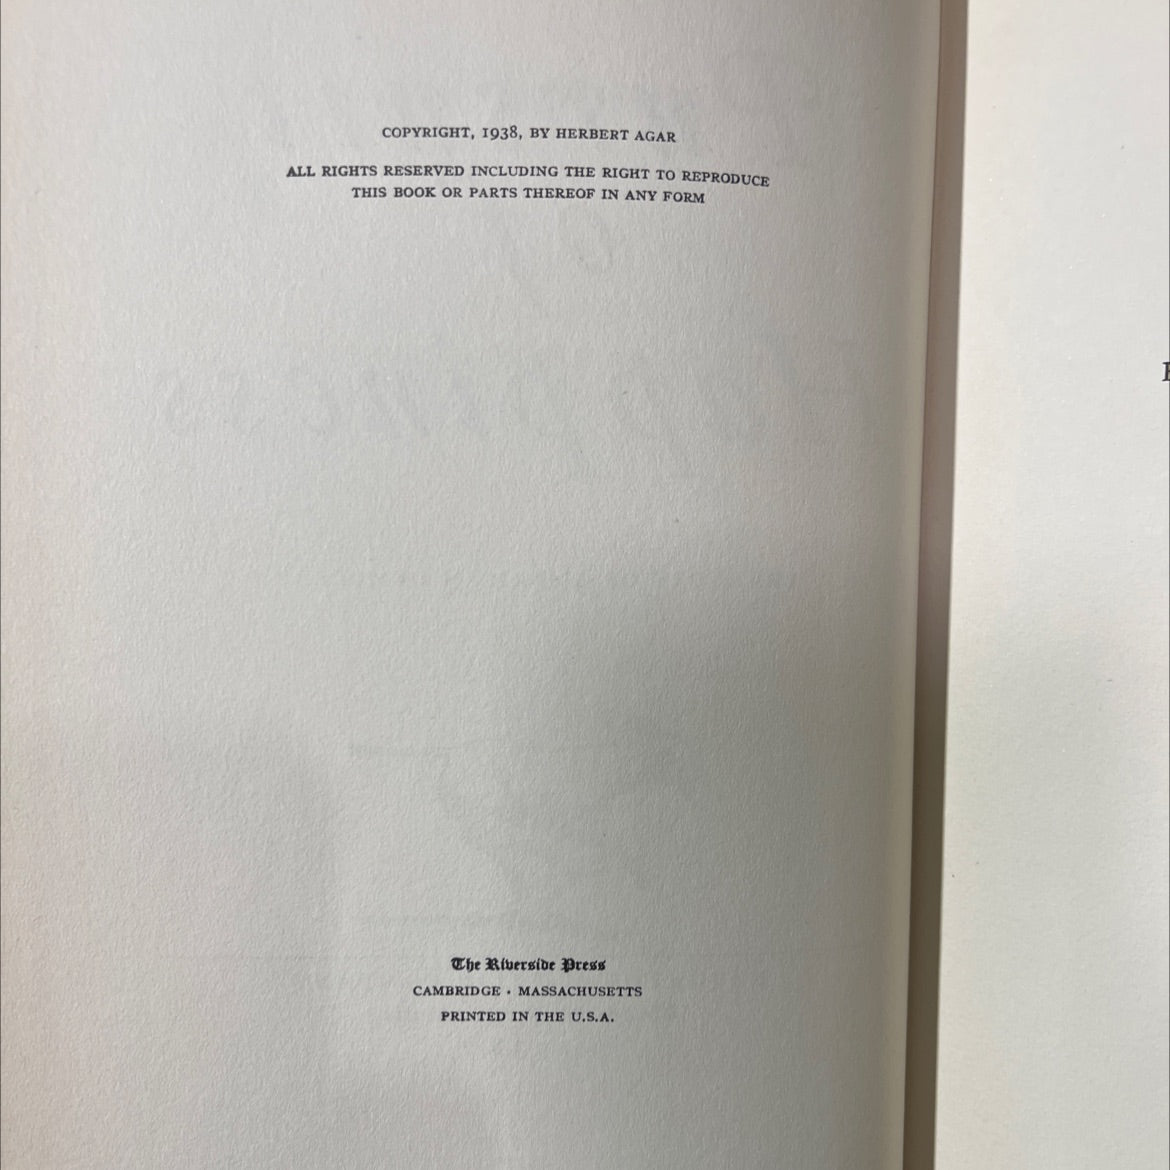 COPYRIGHT, 1938, BY HERBERT AGAR
ALL RIGHTS RESERVED INCLUDING THE RIGHT TO REPRODUCE
THIS BOOK OR PARTS THEREOF IN ANY FORM
The Riverside Press
CAMBRIDGE · MASSACHUSETTS
PRINTED IN THE U.S.A.